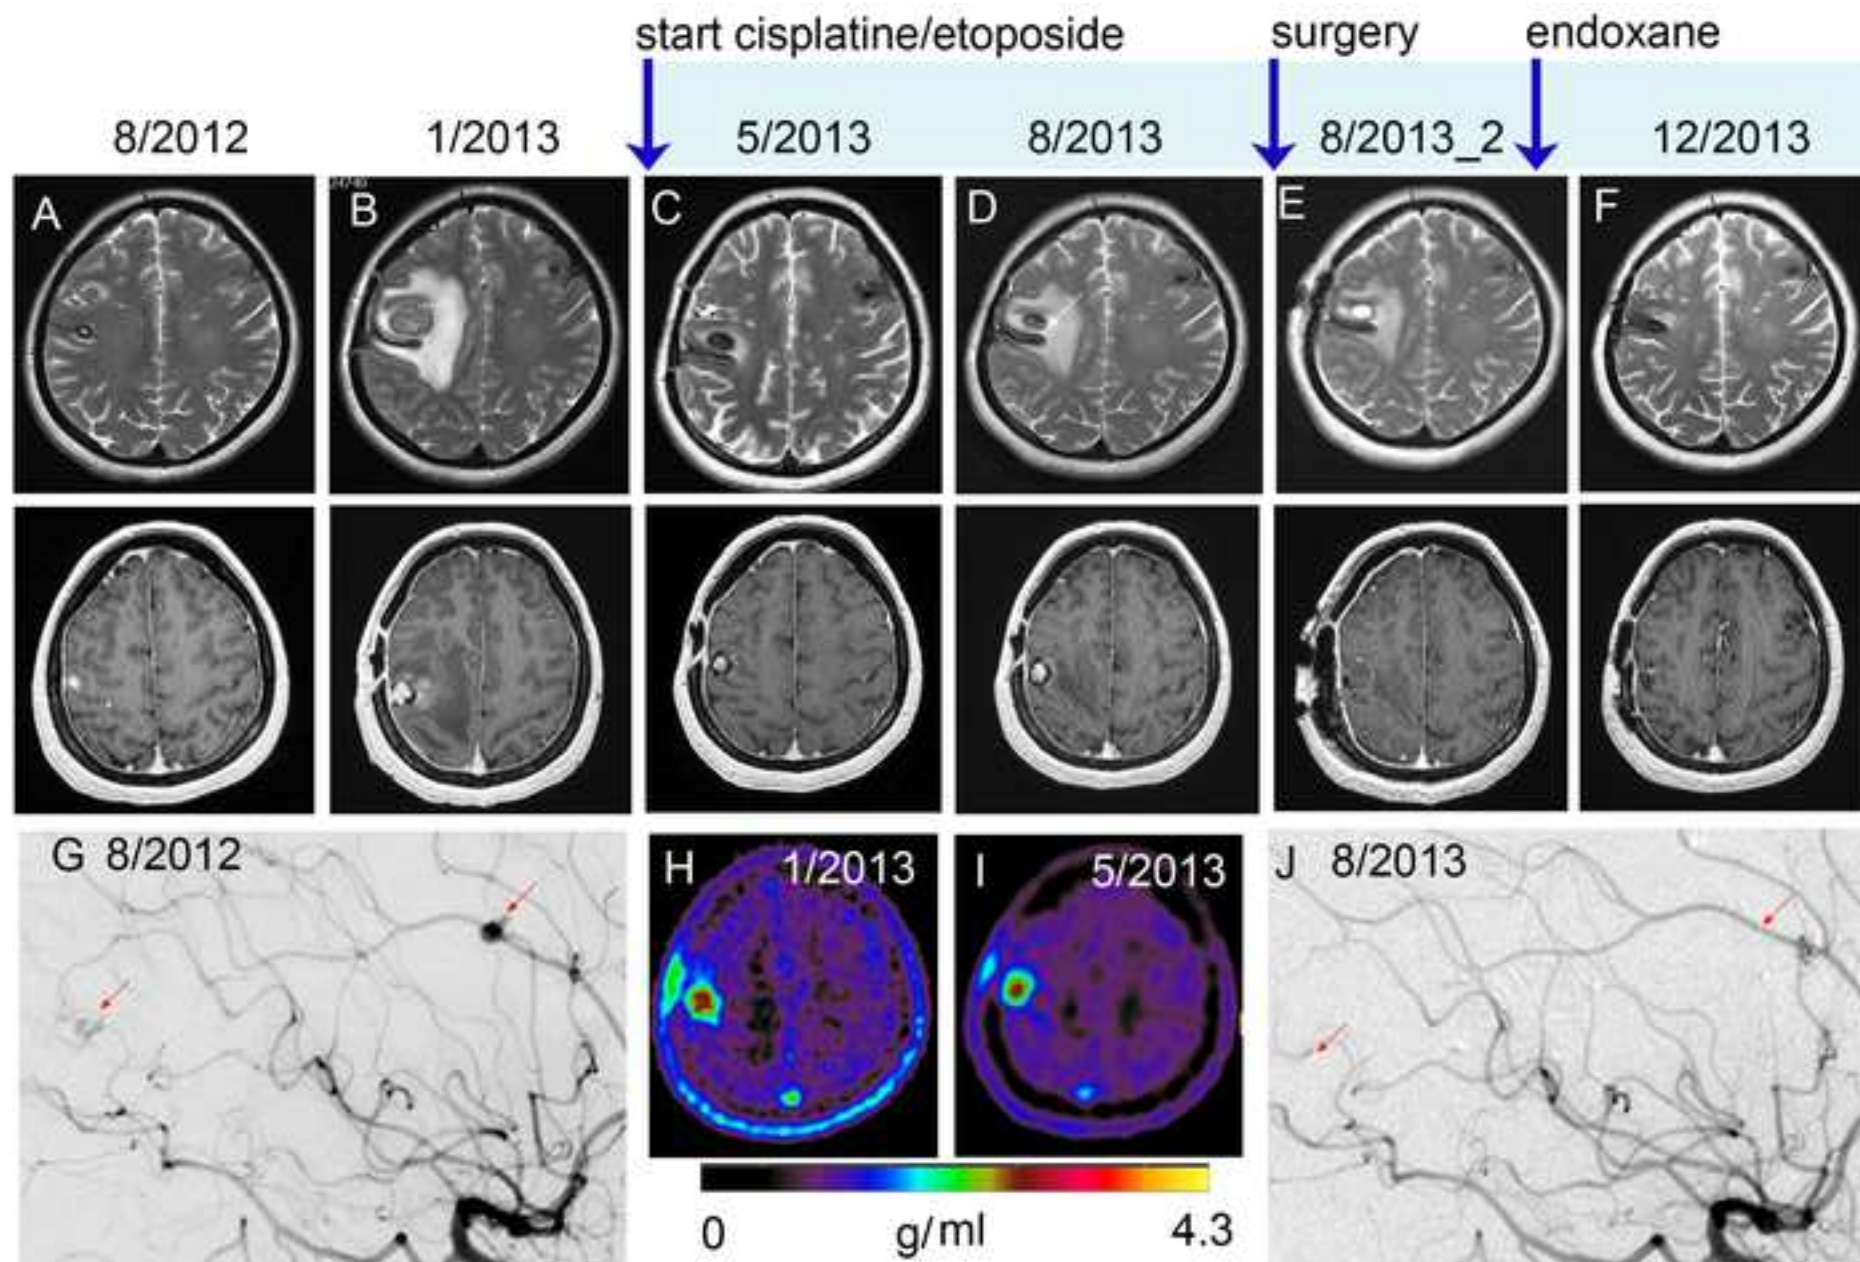 start cisplatine/etoposide surgery endoxane
8/2012 1/2013 5/2013 8/2013 8/2013_2 12/2013
A B C D E F
G 8/2012 H 1/2013 I 5/2013 J 8/2013
0 g/ml 4.3